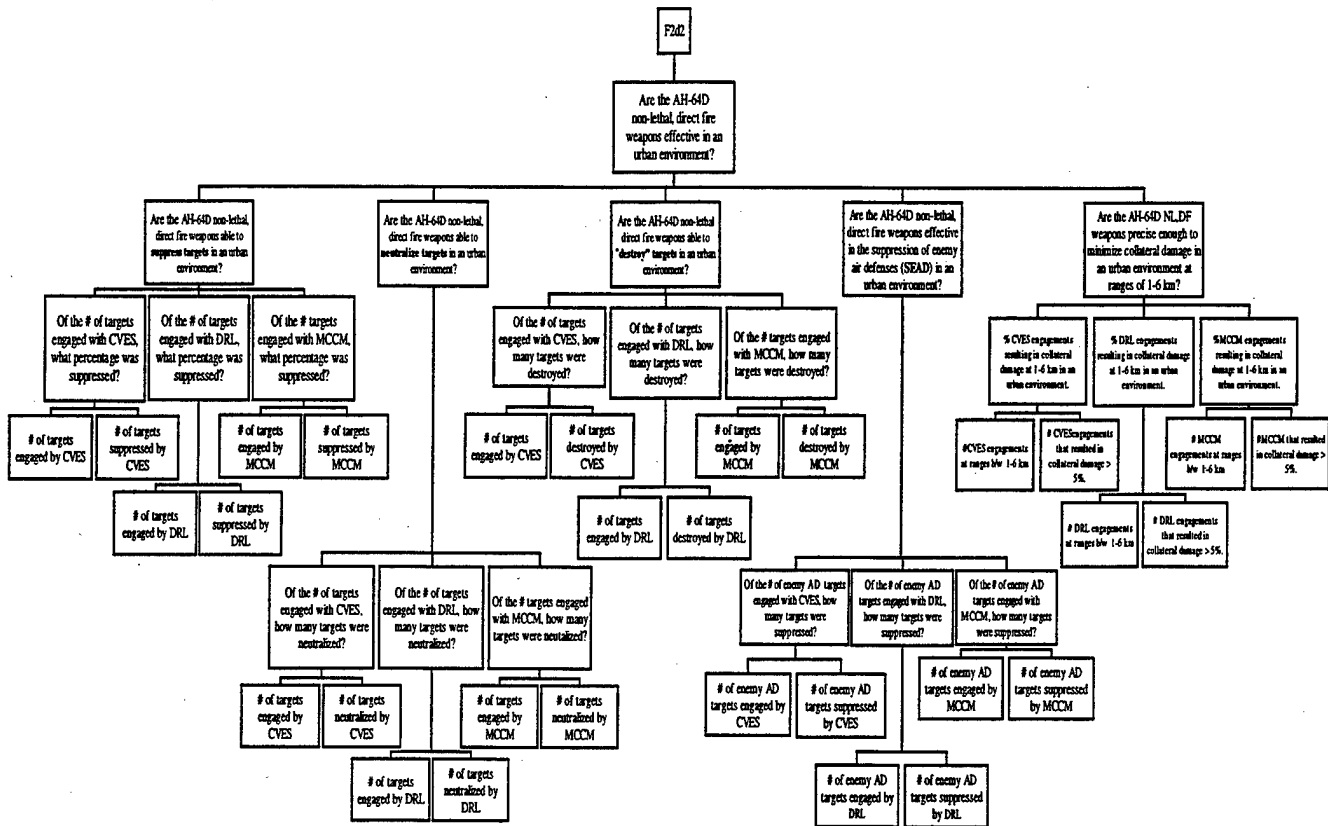 F2d2
Are the AH-64D
non-lethal, direct fire
weapons effective in an
urban environment?
Are the AH-64D non-lethal,
direct fire weapons able to
suppress targets in an urban
environment?
Are the AH-64D non-lethal,
direct fire weapons able to
neutralize targets in an urban
environment?
Are the AH-64D non-lethal
direct fire weapons able to
"destroy" targets in an urban
environment?
Are the AH-64D non-lethal,
direct fire weapons effective
in the suppression of enemy
air defenses (SEAD) in an
urban environment?
Are the AH-64D NL,DF
weapons precise enough to
minimize collateral damage in
an urban environment at
ranges of 1-6 km?
Of the # of targets
engaged with CVES,
what percentage was
suppressed?
Of the # of targets
engaged with DRL,
what percentage was
suppressed?
Of the # of targets
engaged with MCCM,
what percentage was
suppressed?
Of the # of targets
engaged with CVES, how
many targets were
destroyed?
Of the # of targets
engaged with DRL, how
many targets were
destroyed?
Of the # targets engaged
with MCCM, how many
targets were destroyed?
% CVES engagements
resulting in collateral
damage at 1-6 km in an
urban environment.
% DRL engagements
resulting in collateral damage
at 1-6 km in an urban
environment.
%MCCM engagements
resulting in collateral
damage at 1-6 km in an
urban environment.
# of targets
engaged by CVES
# of targets
suppressed by
CVES
# of targets
engaged by
MCCM
# of targets
suppressed by
MCCM
# of targets
engaged by CVES
# of targets
destroyed by
CVES
# of targets
engaged by
MCCM
# of targets
destroyed by
MCCM
#CVES engagements
at ranges b/w 1-6 km
# CVESengagements
that resulted in
collateral damage >
5%.
# MCCM
engagements at ranges
b/w 1-6 km
#MCCM that resulted
in collateral damage >
5%.
# of targets
engaged by DRL
# of targets
suppressed by
DRL
# of targets
engaged by DRL
# of targets
destroyed by DRL
# DRL engagements
at ranges b/w 1-6 km
# DRL engagements
that resulted in
collateral damage >5%.
Of the # of targets
engaged with CVES,
how many targets were
neutralized?
Of the # of targets
engaged with DRL, how
many targets were
neutralized?
Of the # targets engaged
with MCCM, how many
targets were neutalized?
Of the # of enemy AD targets
engaged with CVES, how
many targets were
suppressed?
Of the # of enemy AD
targets engaged with DRL,
how many targets were
suppressed?
Of the # of enemy AD
targets engaged with
MCCM, how many targets
were suppressed?
# of targets
engaged by
CVES
# of targets
neutralized by
CVES
# of targets
engaged by
MCCM
# of targets
neutralized by
MCCM
# of enemy AD
targets engaged by
CVES
# of enemy AD
targets suppressed
by CVES
# of enemy AD
targets engaged by
MCCM
# of enemy AD
targets suppressed
by MCCM
# of targets
engaged by DRL
# of targets
neutralized by
DRL
# of enemy AD
targets engaged by
DRL
# of enemy AD
targets suppressed
by DRL